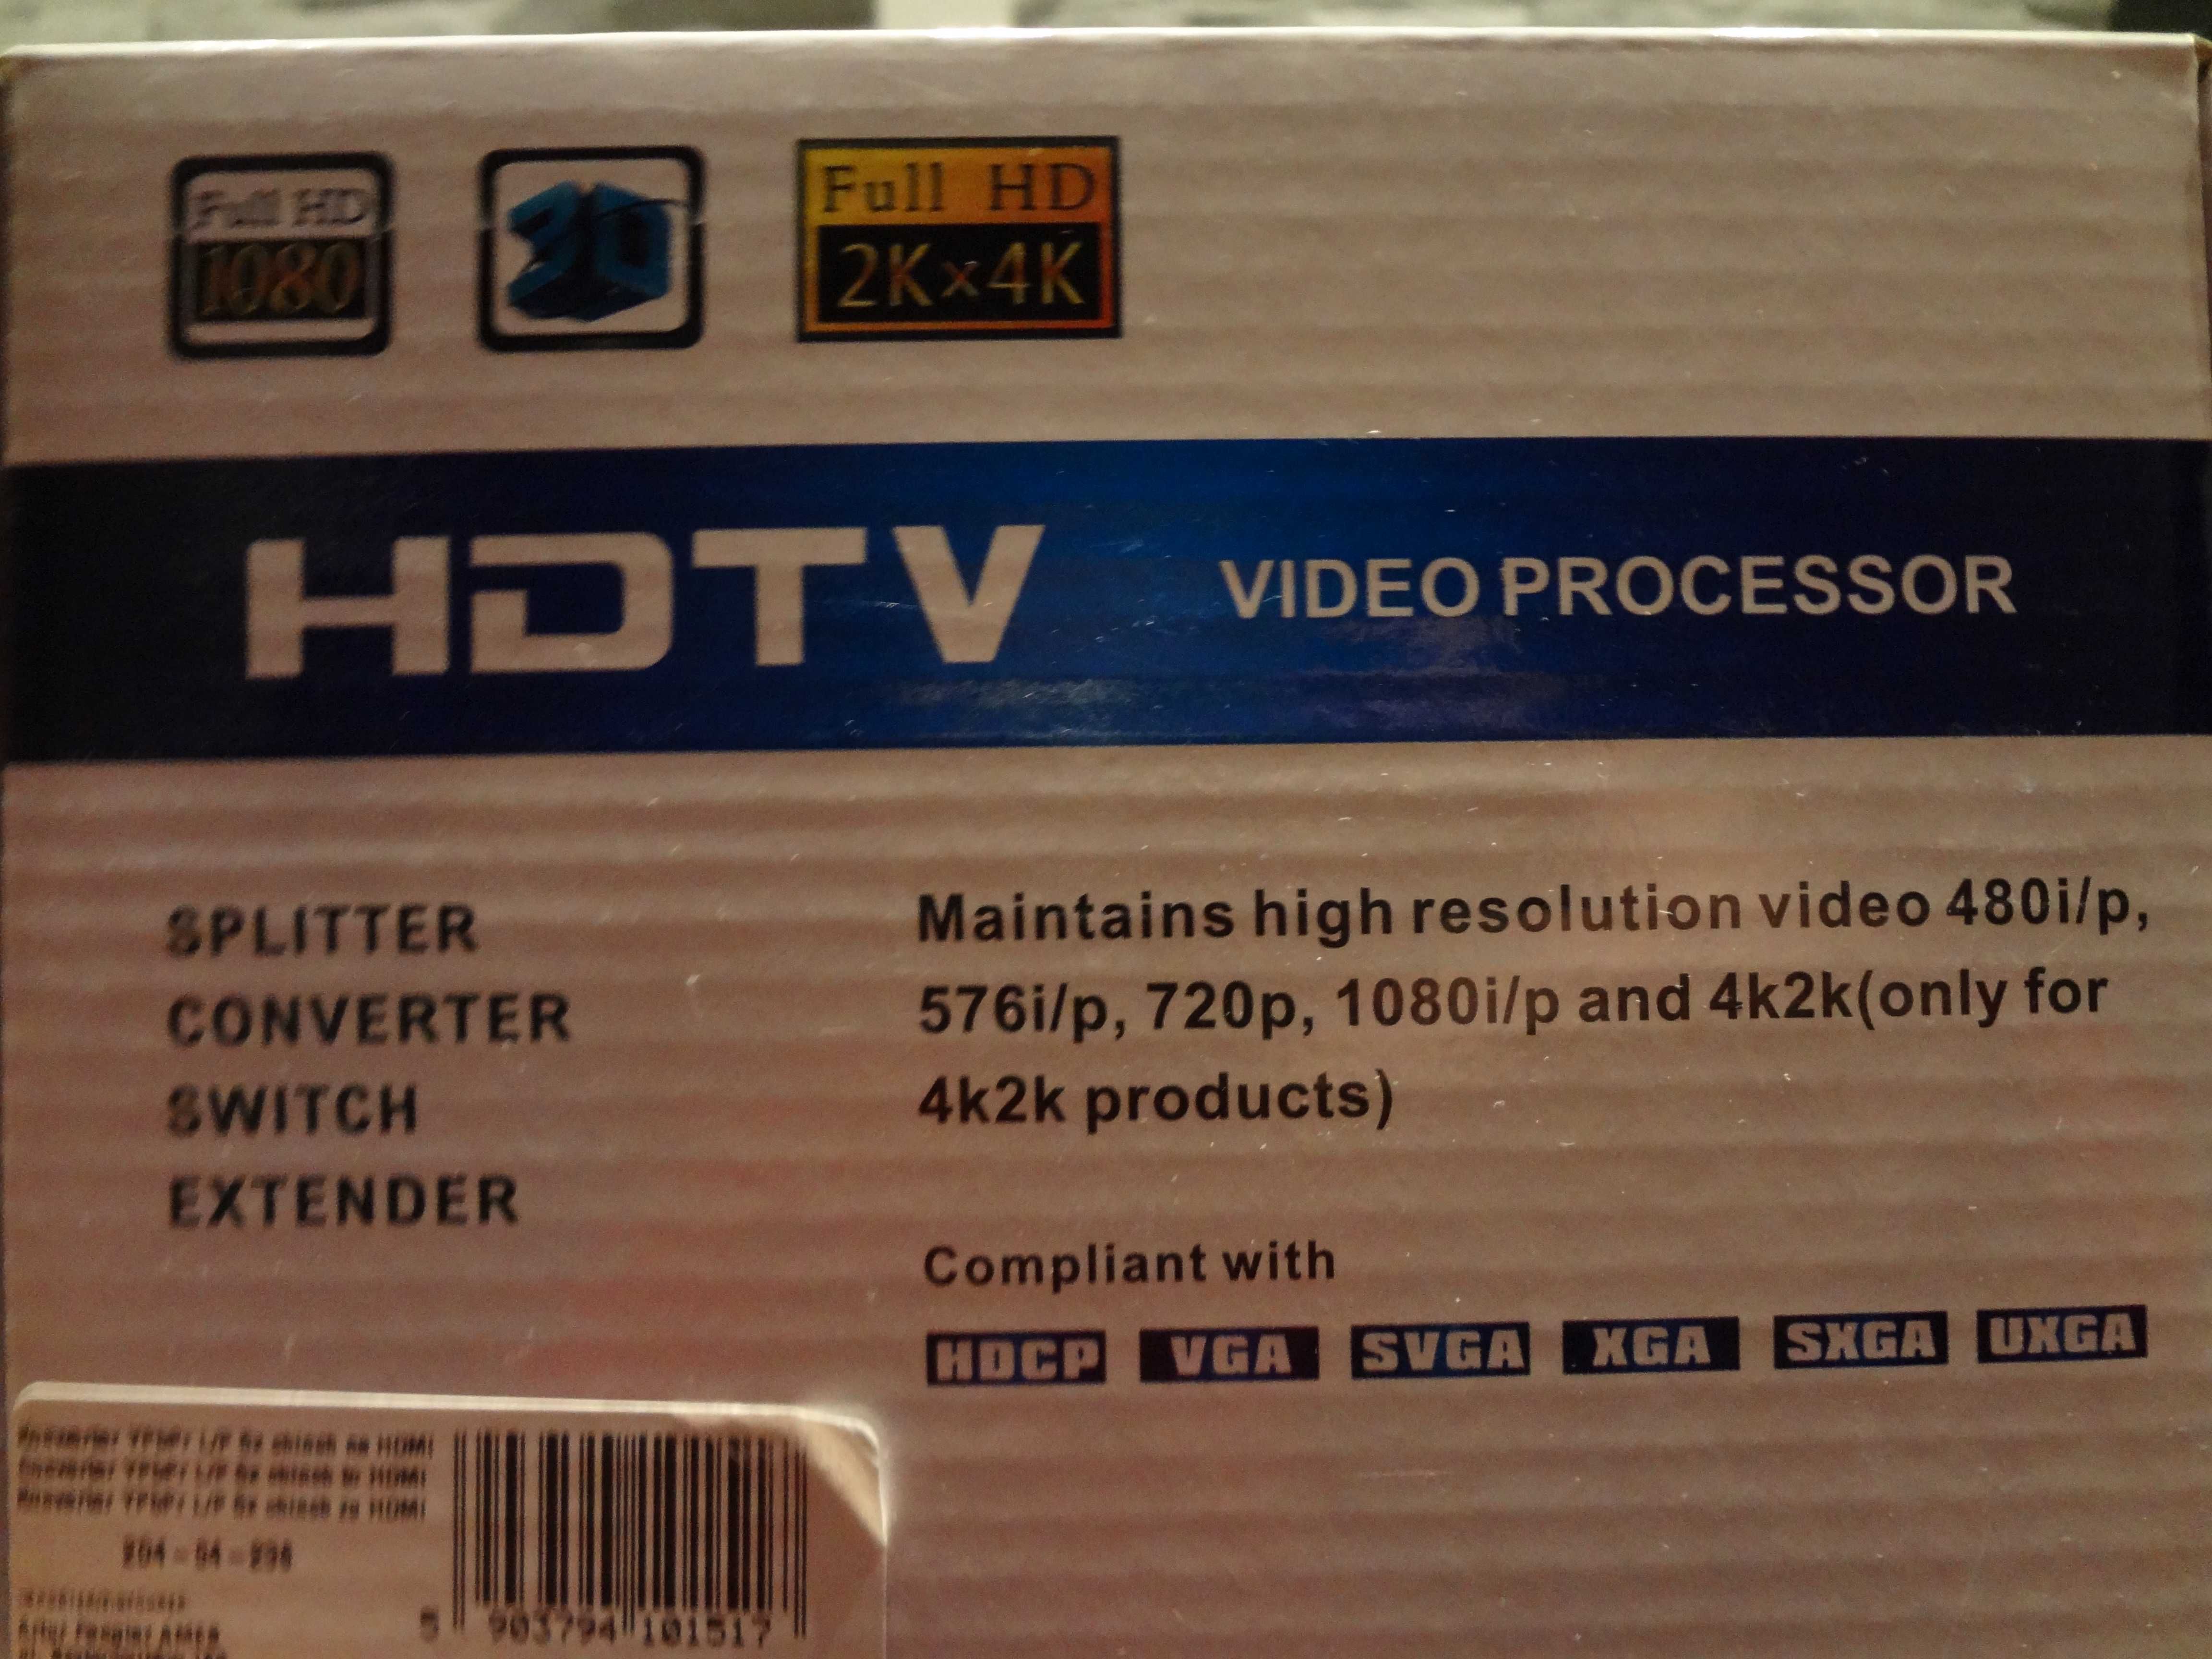 Full HD
1080
3D
Full HD
2K×4K
HDTV
VIDEO PROCESSOR
SPLITTER
CONVERTER
SWITCH
EXTENDER
Maintains high resolution video 480i/p,
576i/p, 720p, 1080i/p and 4k2k(only for
4k2k products)
Compliant with
HDCP VGA SVGA XGA SXGA UXGA
HDMI
HDMI
HDMI
5 903794 101517